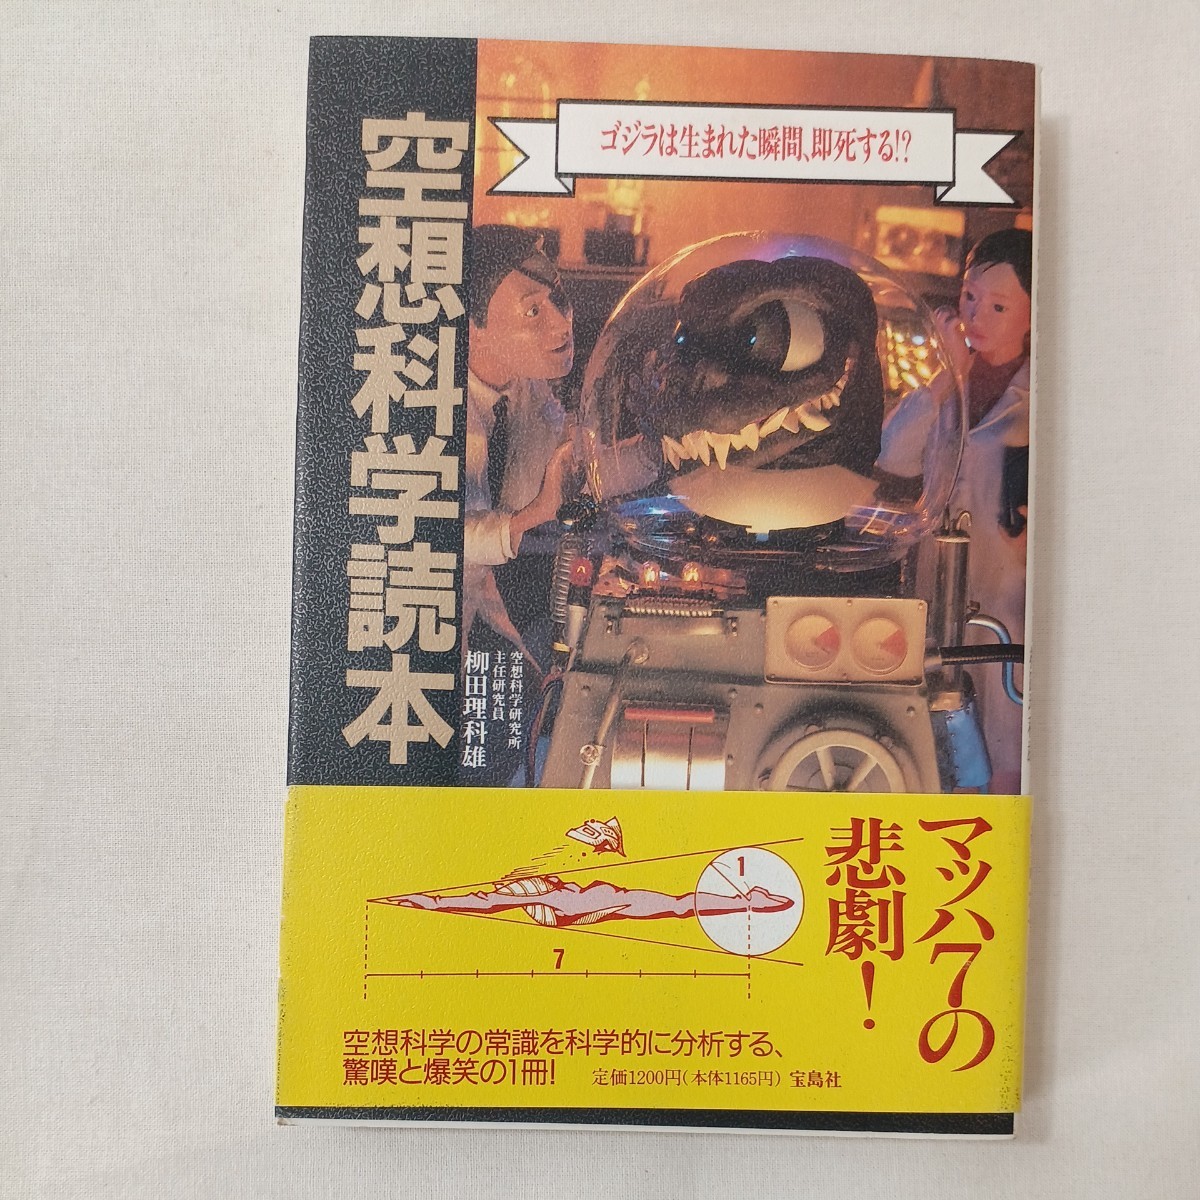 ゴジラは生まれた瞬間、即死する!?
空想科学読本
空想科学研究所
主任研究員
柳田理科雄
マッハ7の
悲劇!
1
7
空想科学の常識を科学的に分析する、
驚嘆と爆笑の1冊!
定価1200円(本体1165円) 宝島社